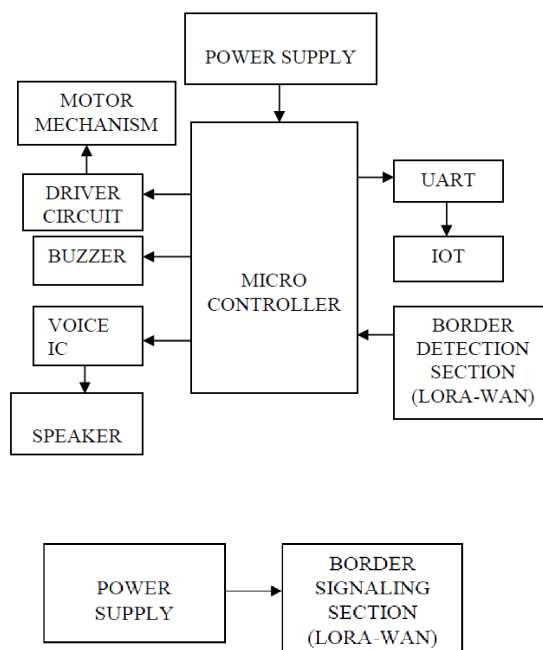 POWER SUPPLY
MOTOR
MECHANISM
DRIVER
CIRCUIT
BUZZER
VOICE
IC
SPEAKER
MICRO
CONTROLLER
UART
IOT
BORDER
DETECTION
SECTION
(LORA-WAN)
POWER
SUPPLY
BORDER
SIGNALING
SECTION
(LORA-WAN)